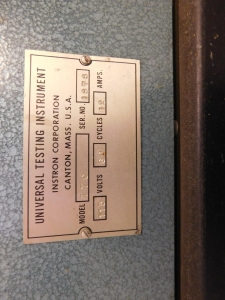 UNIVERSAL TESTING INSTRUMENT
INSTRON CORPORATION
CANTON, MASS. U.S.A.
MODEL SER. NO.
VOLTS CYCLES AMPS.